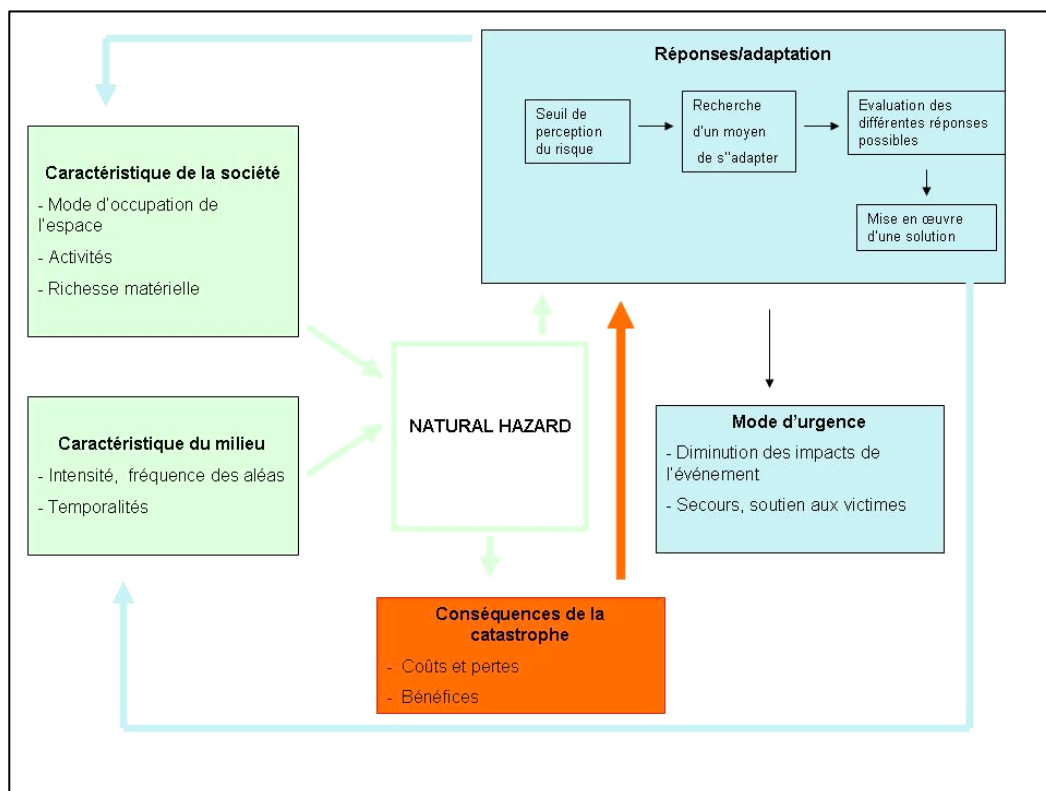 Réponses/adaptation
Seuil de
perception
du risque
Recherche
d'un moyen
de s''adapter
Evaluation des
différentes réponses
possibles
Mise en œuvre
d'une solution
Caractéristique de la société
- Mode d'occupation de
l'espace
- Activités
- Richesse matérielle
Caractéristique du milieu
- Intensité, fréquence des aléas
- Temporalités
NATURAL HAZARD
Mode d'urgence
- Diminution des impacts de
l'événement
- Secours, soutien aux victimes
Conséquences de la
catastrophe
- Coûts et pertes
- Bénéfices